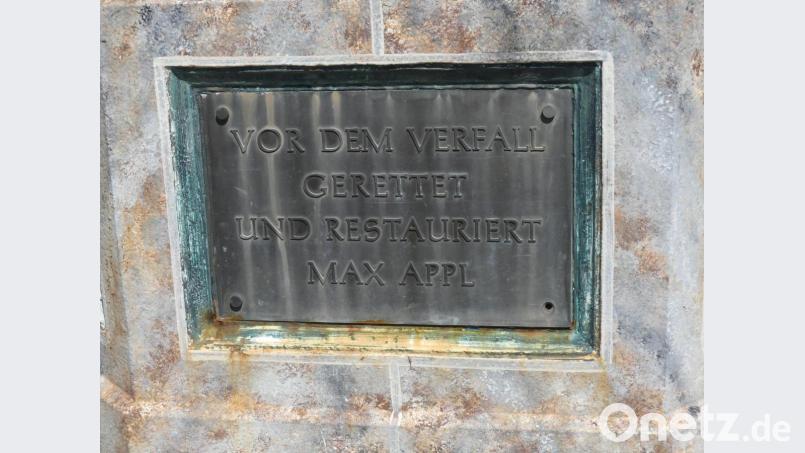 VOR DEM VERFALL
GERETTET
UND RESTAURIERT
MAX APPL
Onetz.de